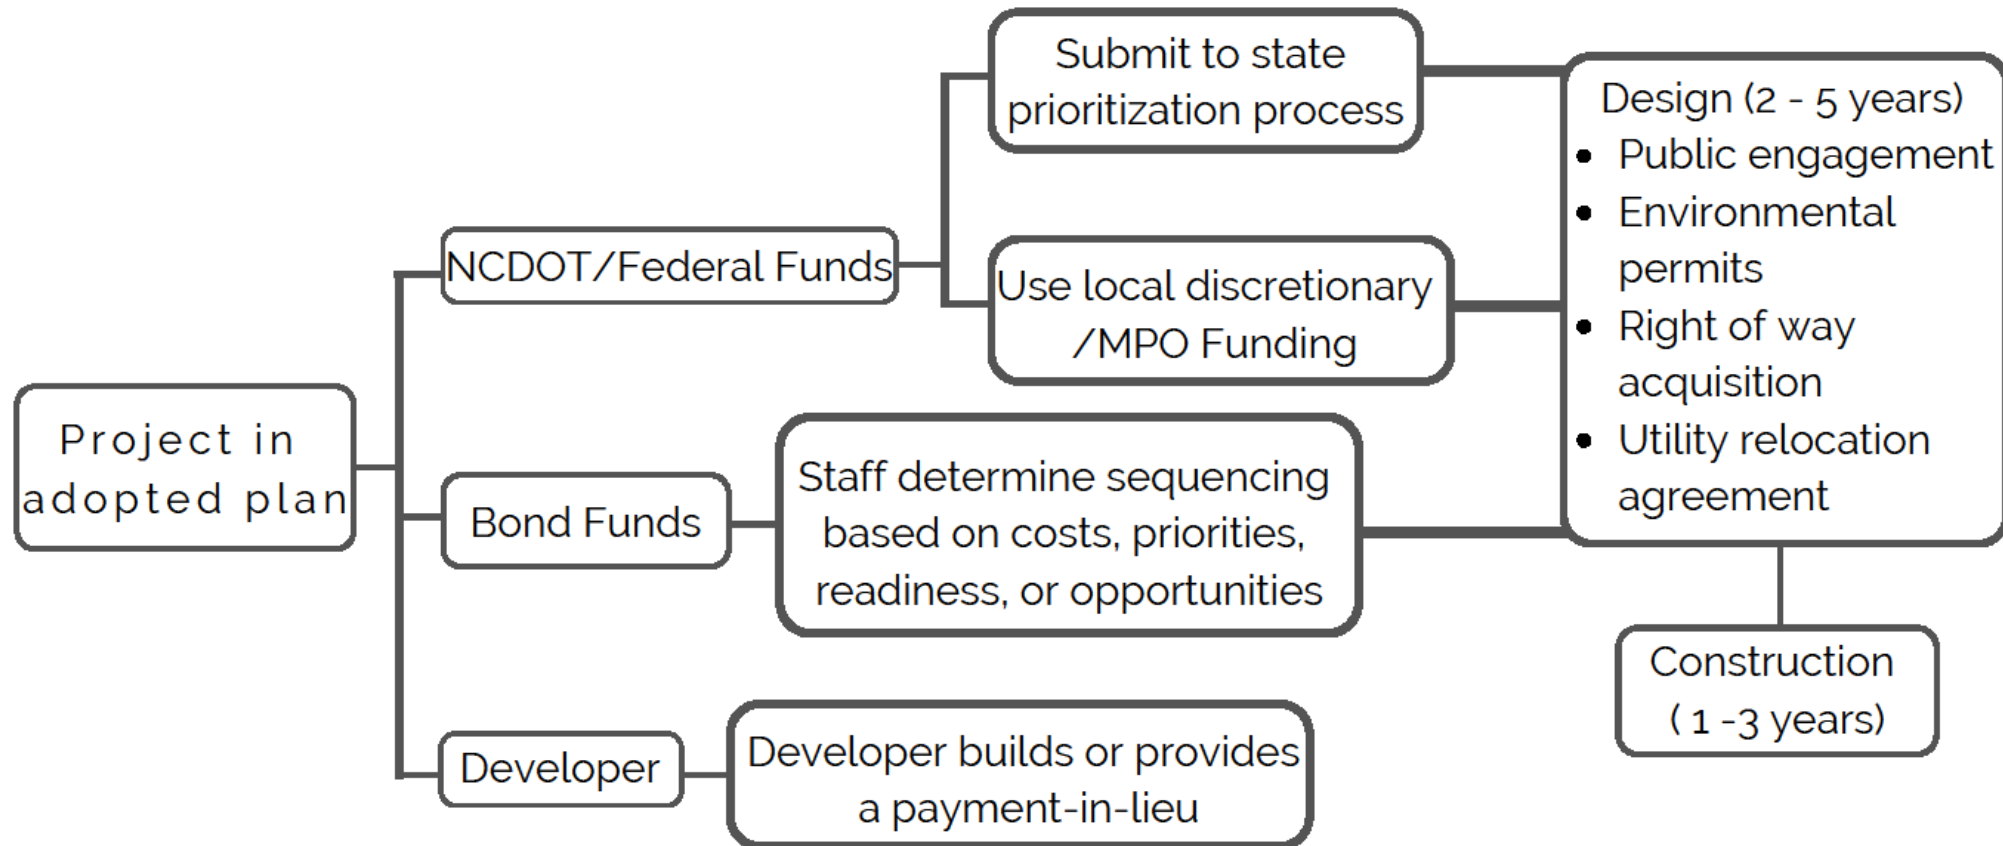 Project in
adopted plan
NCDOT/Federal Funds
Submit to state
prioritization process
Use local discretionary
/MPO Funding
Bond Funds
Staff determine sequencing
based on costs, priorities,
readiness, or opportunities
Developer
Developer builds or provides
a payment-in-lieu
Design (2 - 5 years)
• Public engagement
• Environmental
permits
• Right of way
acquisition
• Utility relocation
agreement
Construction
( 1 -3 years)